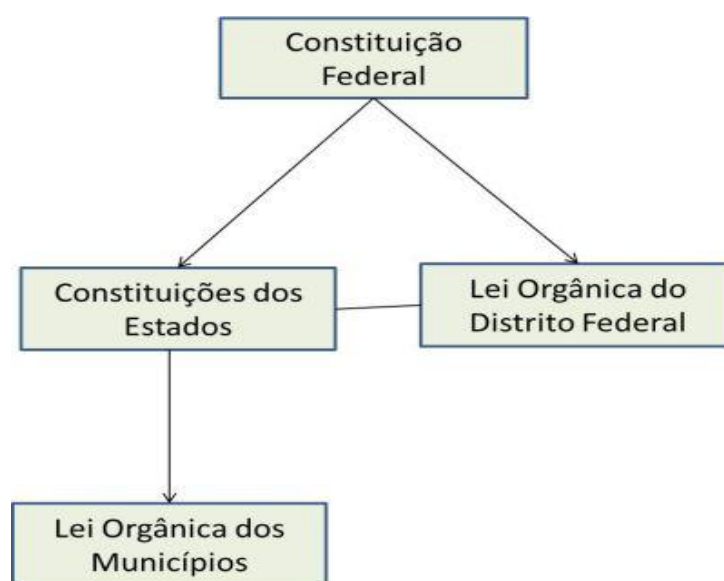 Constituição
Federal
Constituições dos
Estados
Lei Orgânica do
Distrito Federal
Lei Orgânica dos
Municípios